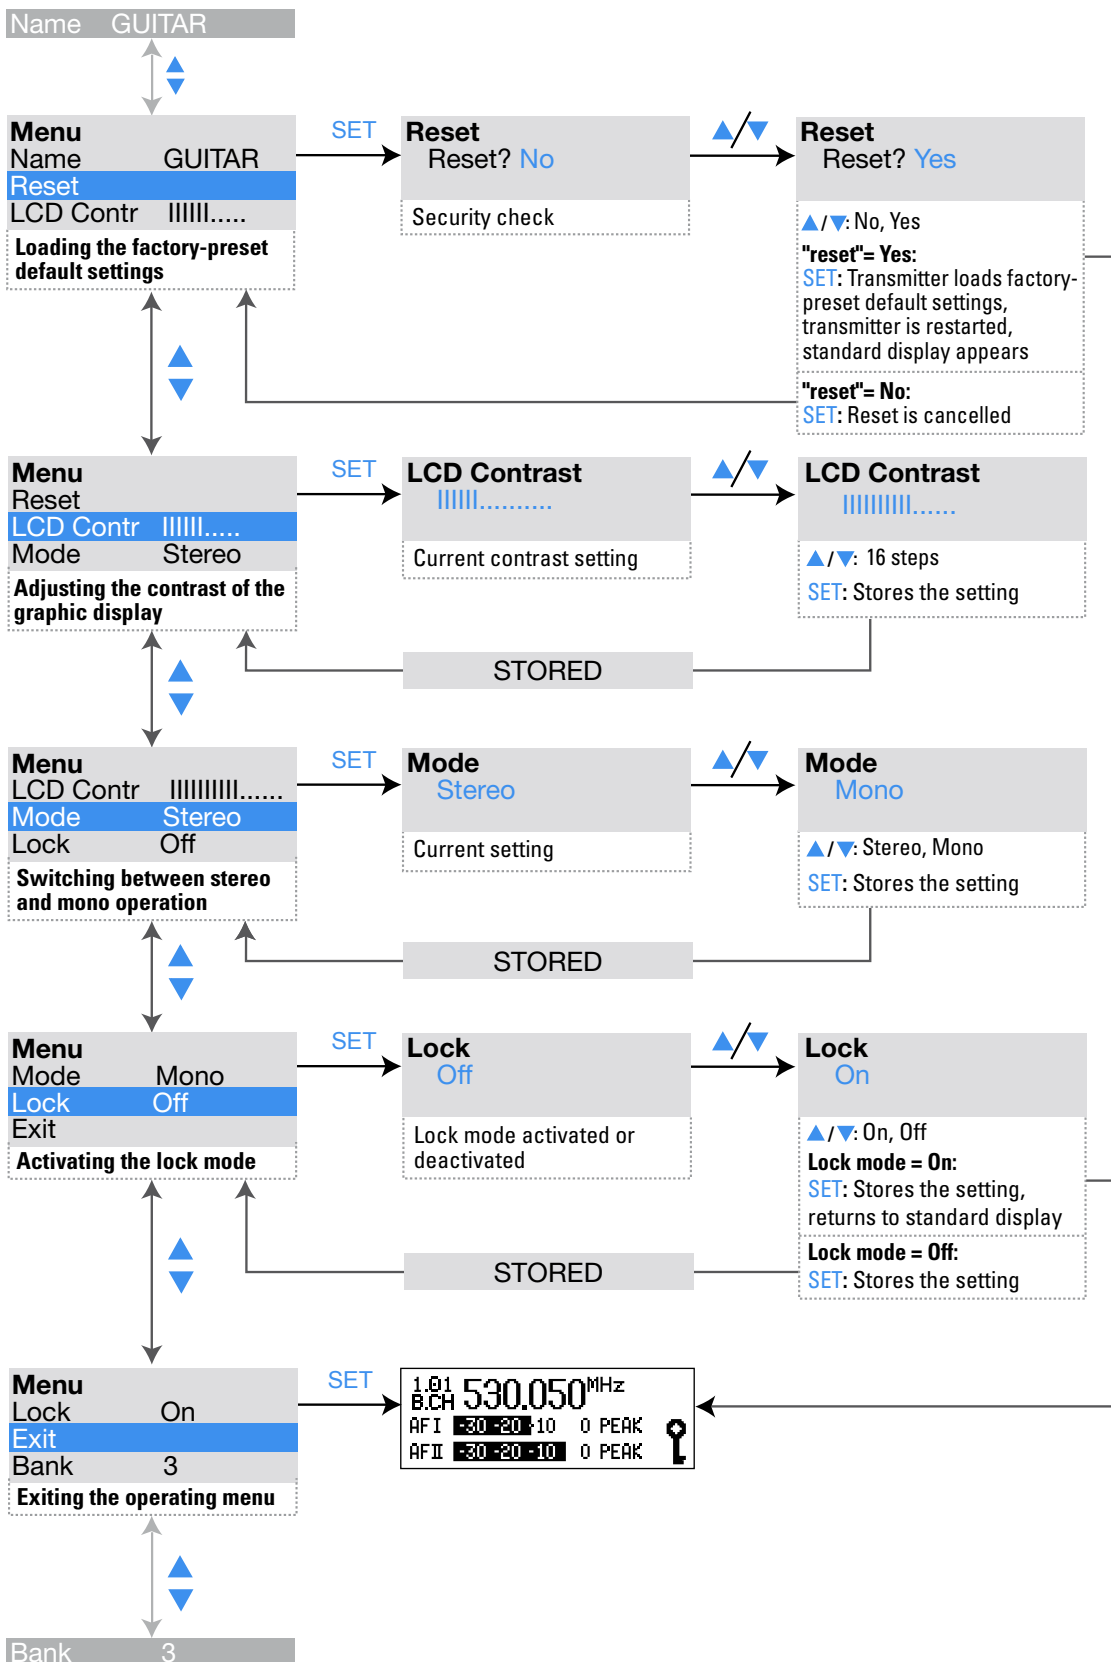 Name GUITAR
Menu
Name GUITAR
Reset
LCD Contr IIIIII.....
Loading the factory-preset
default settings
SET
Reset
Reset? No
Security check
▲/▼
Reset
Reset? Yes
▲/▼: No, Yes
"reset"= Yes:
SET: Transmitter loads factory-
preset default settings,
transmitter is restarted,
standard display appears
"reset"= No:
SET: Reset is cancelled
Menu
Reset
LCD Contr IIIIII.....
Mode Stereo
Adjusting the contrast of the
graphic display
SET
LCD Contrast
IIIIII..........
Current contrast setting
▲/▼
LCD Contrast
IIIIIIIIII......
▲/▼: 16 steps
SET: Stores the setting
STORED
Menu
LCD Contr IIIIIIIIII......
Mode Stereo
Lock Off
Switching between stereo
and mono operation
SET
Mode
Stereo
Current setting
▲/▼
Mode
Mono
▲/▼: Stereo, Mono
SET: Stores the setting
STORED
Menu
Mode Mono
Lock Off
Exit
Activating the lock mode
SET
Lock
Off
Lock mode activated or
deactivated
▲/▼
Lock
On
▲/▼: On, Off
Lock mode = On:
SET: Stores the setting,
returns to standard display
Lock mode = Off:
SET: Stores the setting
STORED
Menu
Lock On
Exit
Bank 3
Exiting the operating menu
SET
1.01
B.CH 530.050 MHz
AF I -30 -20 -10 0 PEAK
AF II -30 -20 -10 0 PEAK
Bank 3